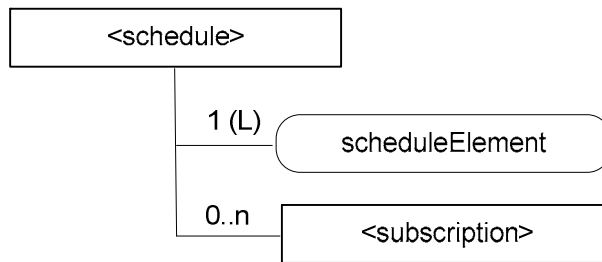 <schedule>
1 (L)
scheduleElement
0..n
<subscription>